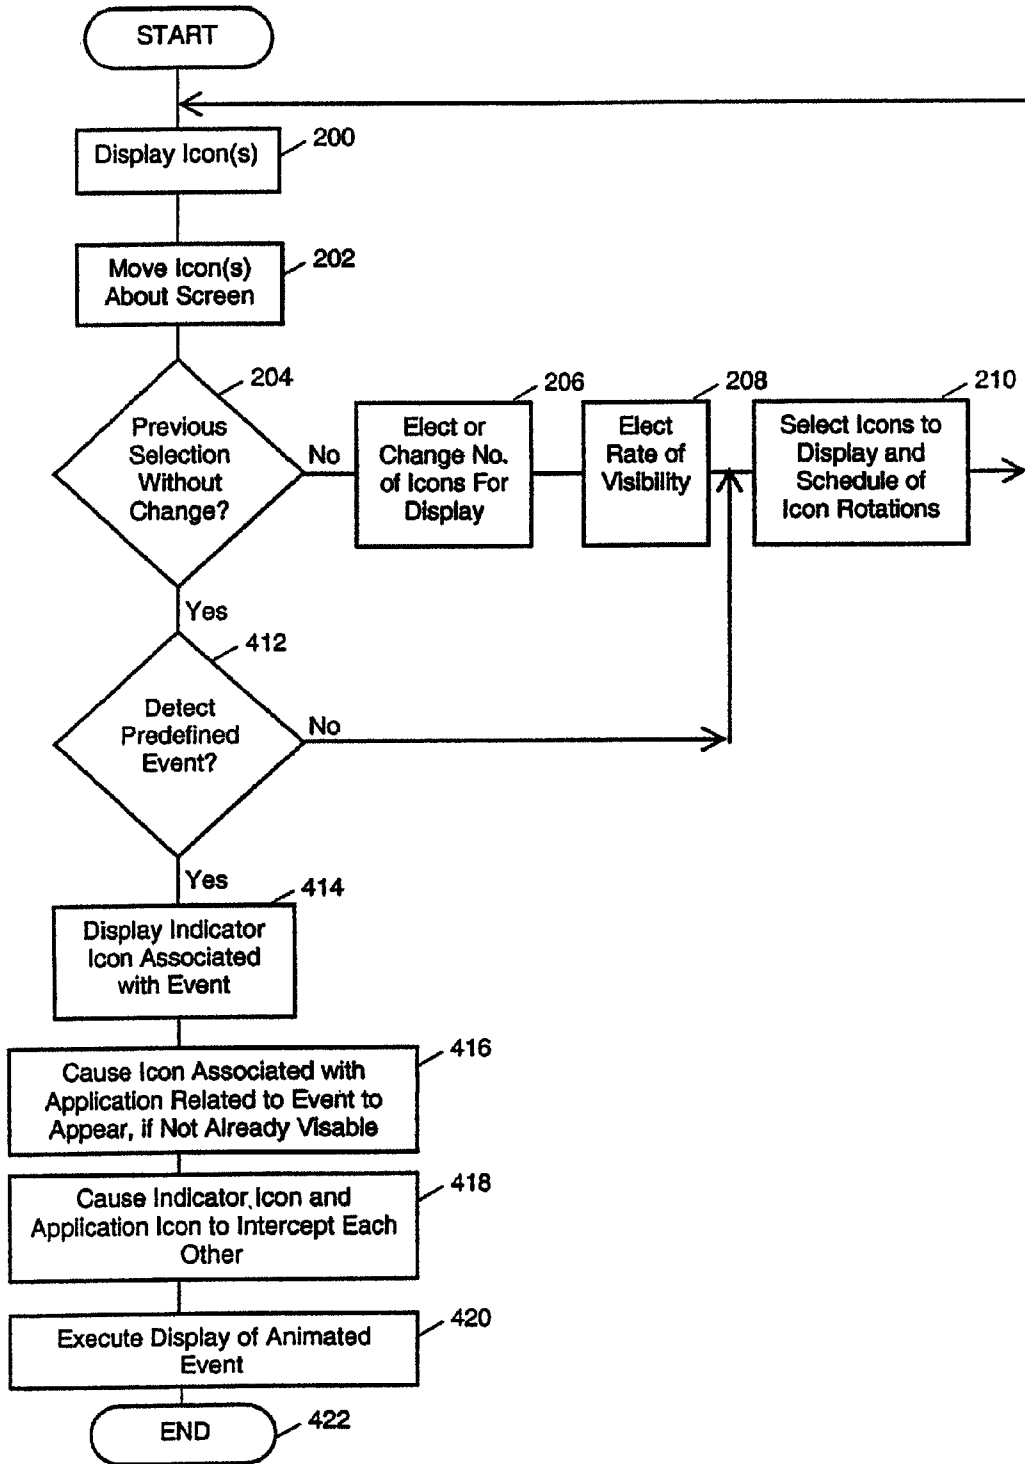 START
Display Icon(s)
200
Move Icon(s)
About Screen
202
Previous
Selection
Without
Change?
204
No
Elect or
Change No.
of Icons For
Display
206
Elect
Rate of
Visibility
208
Select Icons to
Display and
Schedule of
Icon Rotations
210
Yes
Detect
Predefined
Event?
412
No
Yes
Display Indicator
Icon Associated
with Event
414
Cause Icon Associated with
Application Related to Event to
Appear, if Not Already Visable
416
Cause Indicator Icon and
Application Icon to Intercept Each
Other
418
Execute Display of Animated
Event
420
END
422